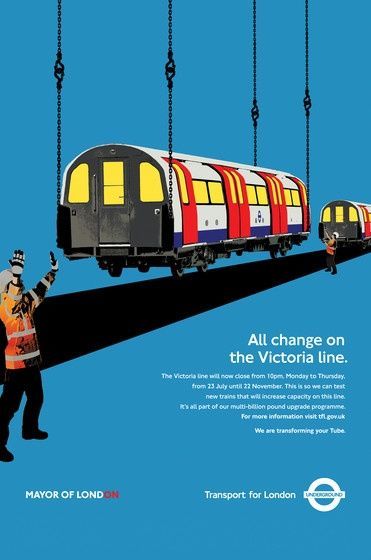 All change on
the Victoria line.
The Victoria line will now close from 10pm, Monday to Thursday,
from 23 July until 22 November. This is so we can test
new trains that will increase capacity on this line.
It's all part of our multi-billion pound upgrade programme.
For more information visit tfl.gov.uk
We are transforming your Tube.
MAYOR OF LONDON
Transport for London
UNDERGROUND